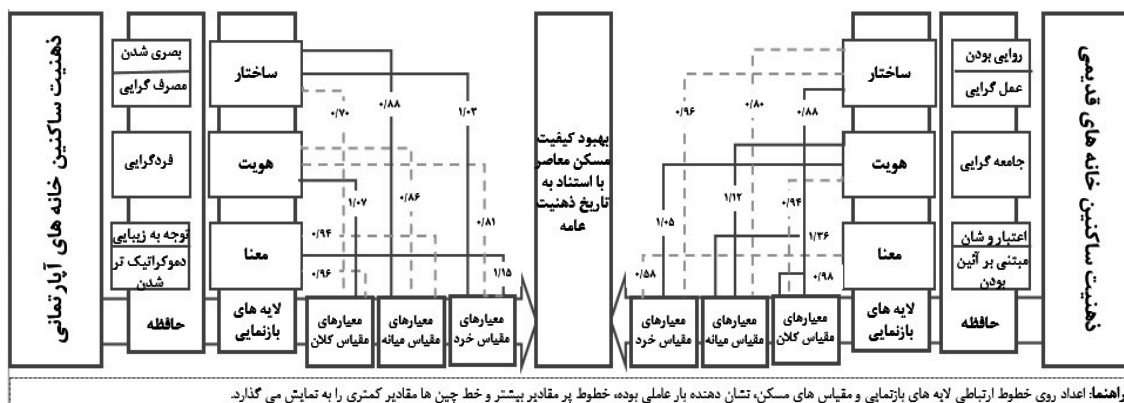 ذهنیت ساکنین خانه های قدیمی
روایی بودن
عمل گرایی
جامعه گرایی
اعتبار و شان
مبتنی بر آئین
بودن
حافظه
ساختار
هویت
معنا
لایه های
بازنمایی
۰/۹۶
۰/۸۰
۰/۸۸
۱/۰۵
۱/۱۲
۰/۹۴
۱/۳۶
۰/۵۸
۰/۹۸
معیارهای
مقیاس کلان
معیارهای
مقیاس میانه
معیارهای
مقیاس خرد
بهبود کیفیت
مسکن معاصر
با استناد به
تاریخ ذهنیت
عامه
۰/۷۰
۰/۸۸
۱/۰۳
۱/۰۷
۰/۸۶
۰/۸۱
۰/۹۴
۰/۹۶
۱/۱۵
معیارهای
مقیاس خرد
معیارهای
مقیاس میانه
معیارهای
مقیاس کلان
ساختار
هویت
معنا
لایه های
بازنمایی
بصری شدن
مصرف گرایی
فردگرایی
توجه به زیبایی
دموکراتیک تر
شدن
حافظه
ذهنیت ساکنین خانه های آپارتمانی
راهنما: اعداد روی خطوط ارتباطی لایه های بازنمایی و مقیاس های مسکن، نشان دهنده بار عاملی بوده، خطوط پر مقادیر بیشتر و خط چین ها مقادیر کمتری را به نمایش می گذارد.